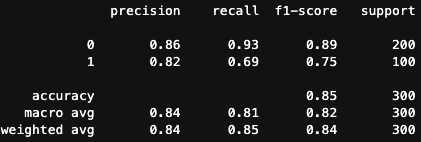 precision recall f1-score support
0 0.86 0.93 0.89 200
1 0.82 0.69 0.75 100
accuracy 0.85 300
macro avg 0.84 0.81 0.82 300
weighted avg 0.84 0.85 0.84 300